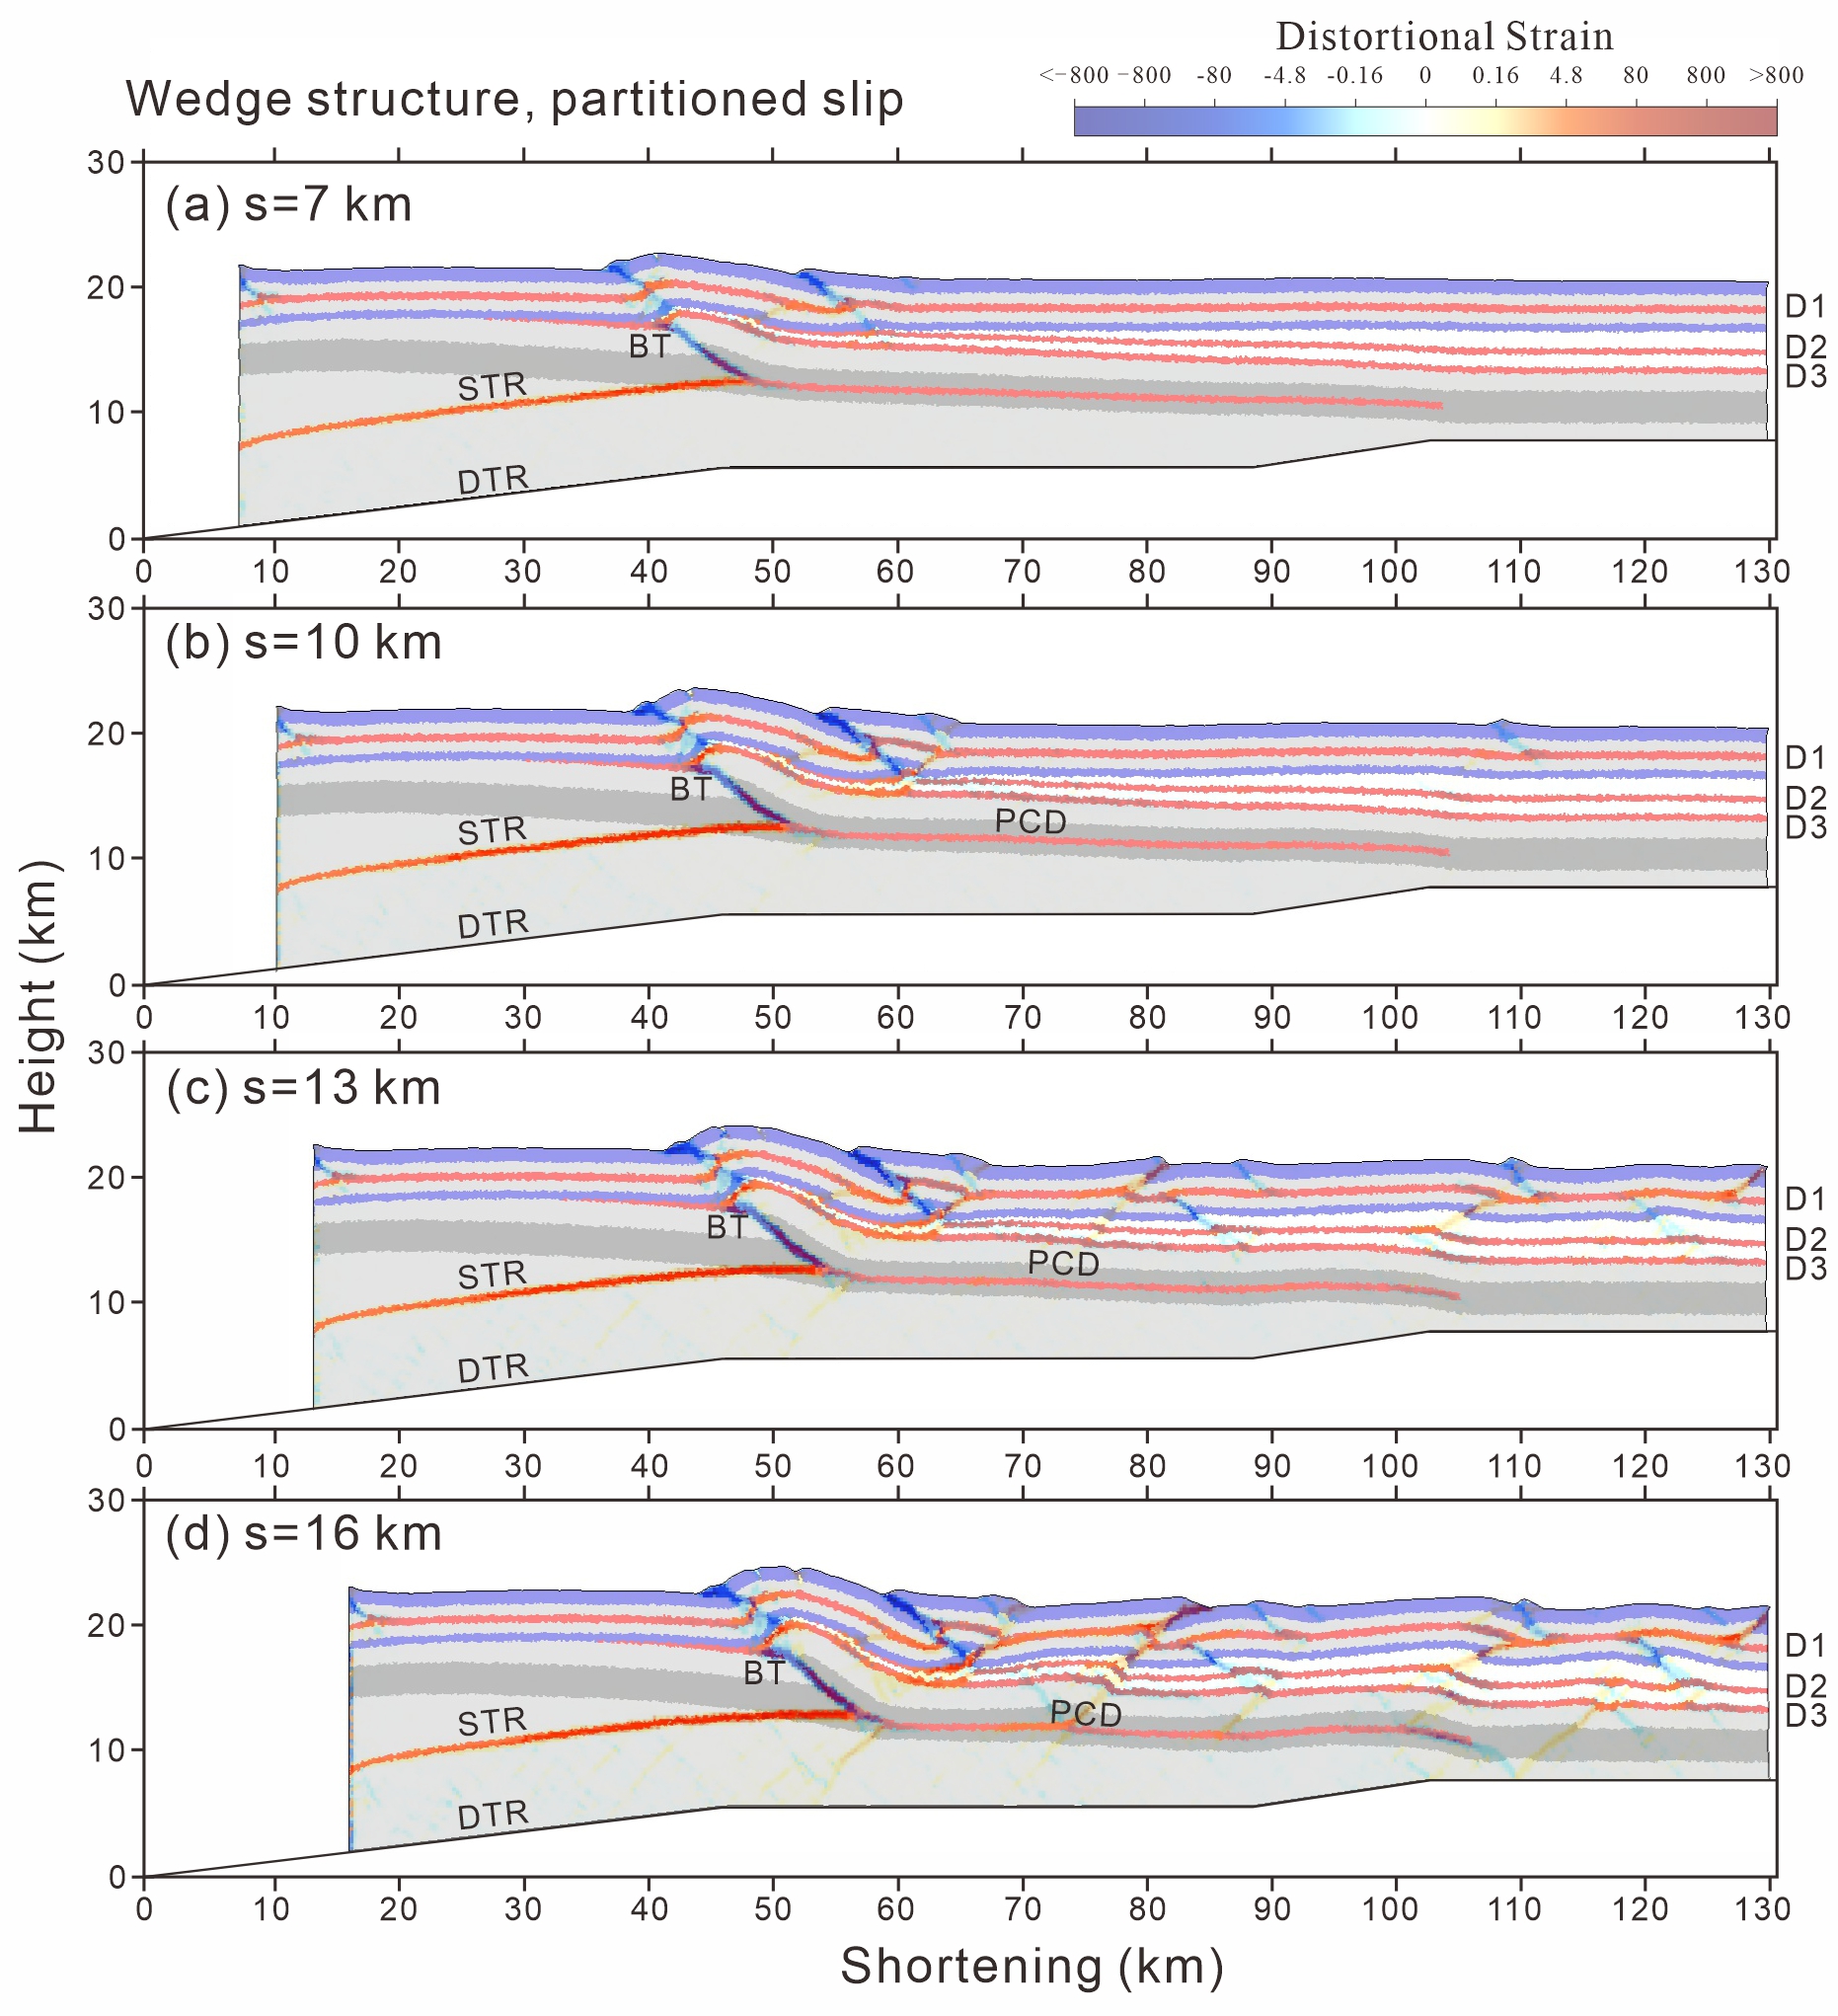 Distortional Strain
<−800 −800 -80 -4.8 -0.16 0 0.16 4.8 80 800 >800
Wedge structure, partitioned slip
30
(a) s=7 km
20
D1
BT
D2
STR
D3
10
DTR
0
0 10 20 30 40 50 60 70 80 90 100 110 120 130
30
(b) s=10 km
20
D1
BT
D2
PCD
D3
STR
10
DTR
0
0 10 20 30 40 50 60 70 80 90 100 110 120 130
30
(c) s=13 km
20
D1
BT
D2
PCD
D3
STR
10
DTR
0
0 10 20 30 40 50 60 70 80 90 100 110 120 130
30
(d) s=16 km
20
D1
BT
D2
PCD
D3
STR
10
DTR
0
0 10 20 30 40 50 60 70 80 90 100 110 120 130
Height (km)
Shortening (km)